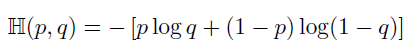 ℍ(p, q) = − [p log q + (1 − p) log(1 − q)]